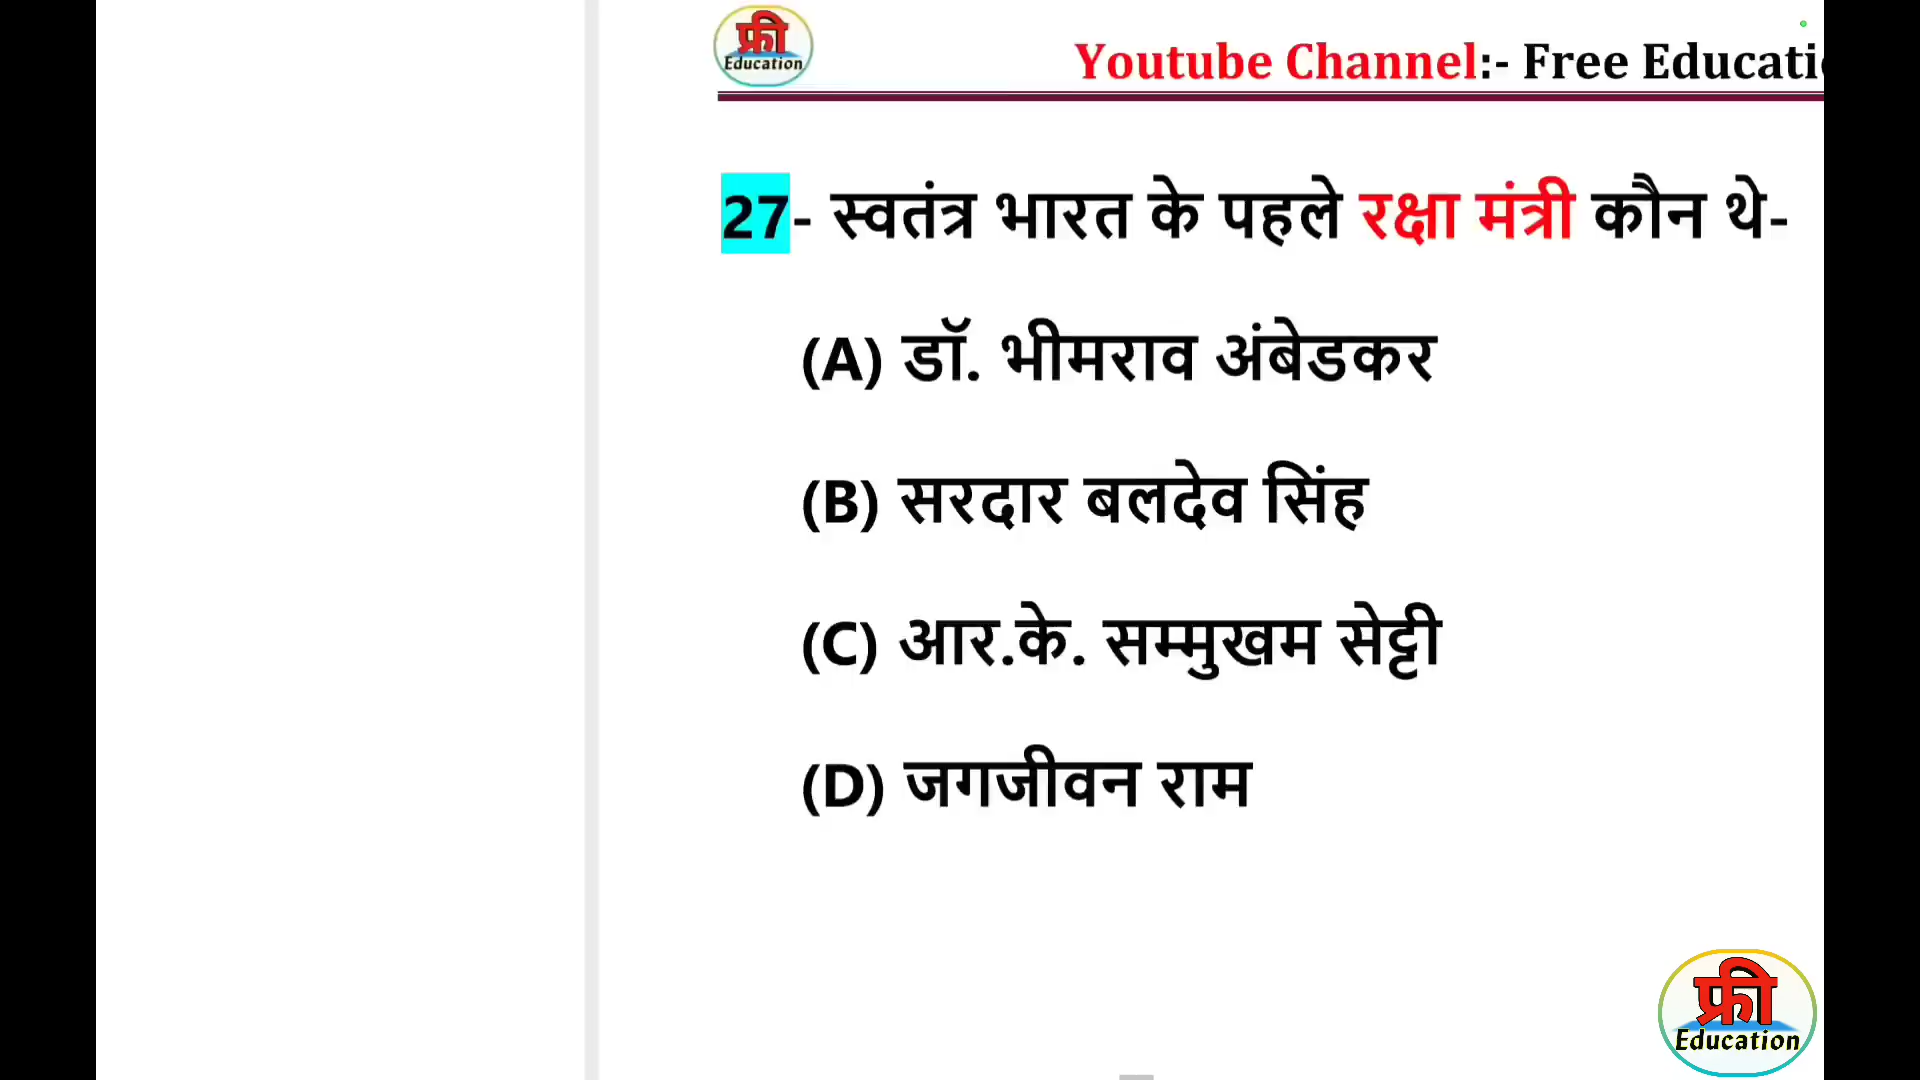 फ्री
Education
Youtube Channel:- Free Educati
27- स्वतंत्र भारत के पहले रक्षा मंत्री कौन थे-
(A) डॉ. भीमराव अंबेडकर
(B) सरदार बलदेव सिंह
(C) आर.के. सम्मुखम सेट्टी
(D) जगजीवन राम
फ्री
Education